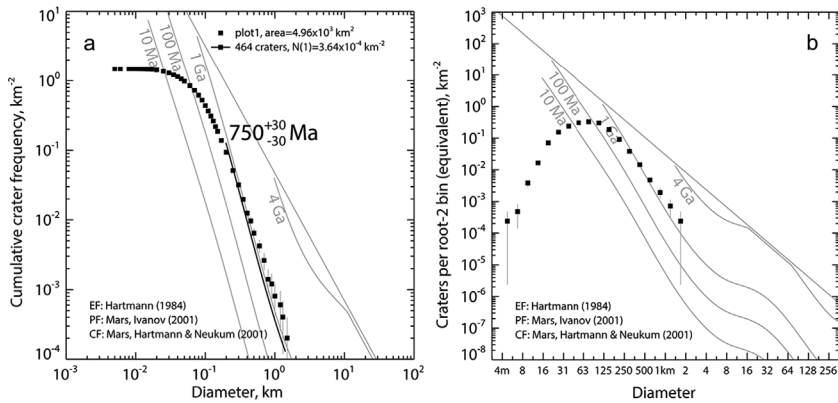 a
plot1, area=4.96x10³ km²
464 craters, N(1)=3.64x10⁻⁴ km⁻²
10 Ma
100 Ma
1 Ga
4 Ga
750+30-30 Ma
EF: Hartmann (1984)
PF: Mars, Ivanov (2001)
CF: Mars, Hartmann & Neukum (2001)
Cumulative crater frequency, km⁻²
10¹
10⁰
10⁻¹
10⁻²
10⁻³
10⁻⁴
10⁻³ 10⁻² 10⁻¹ 10⁰ 10¹ 10²
Diameter, km
b
10 Ma
100 Ma
1 Ga
4 Ga
EF: Hartmann (1984)
PF: Mars, Ivanov (2001)
CF: Mars, Hartmann & Neukum (2001)
Craters per root-2 bin (equivalent), km⁻²
10³
10²
10¹
10⁰
10⁻¹
10⁻²
10⁻³
10⁻⁴
10⁻⁵
10⁻⁶
10⁻⁷
10⁻⁸
4m 8 16 31 63 125 250 500 1km 2 4 8 16 32 64 128 256
Diameter